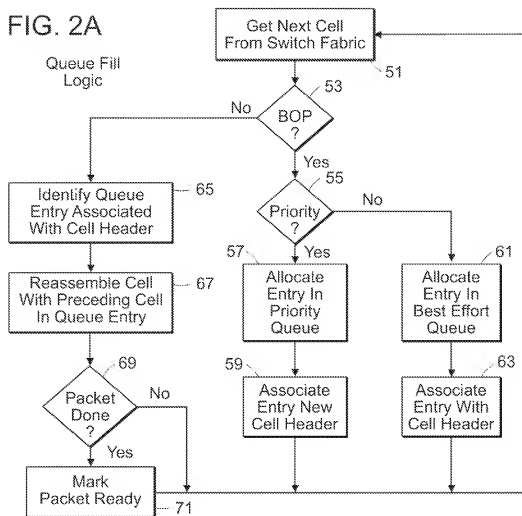 FIG. 2A
Queue Fill
Logic
Get Next Cell
From Switch Fabric
51
53
BOP
?
No
Yes
55
Priority
?
No
Yes
Identify Queue
Entry Associated
With Cell Header
65
57
Allocate
Entry In
Priority
Queue
61
Allocate
Entry In
Best Effort
Queue
Reassemble Cell
With Preceding Cell
In Queue Entry
67
59
Associate
Entry New
Cell Header
63
Associate
Entry With
Cell Header
69
Packet
Done
?
No
Yes
Mark
Packet Ready
71